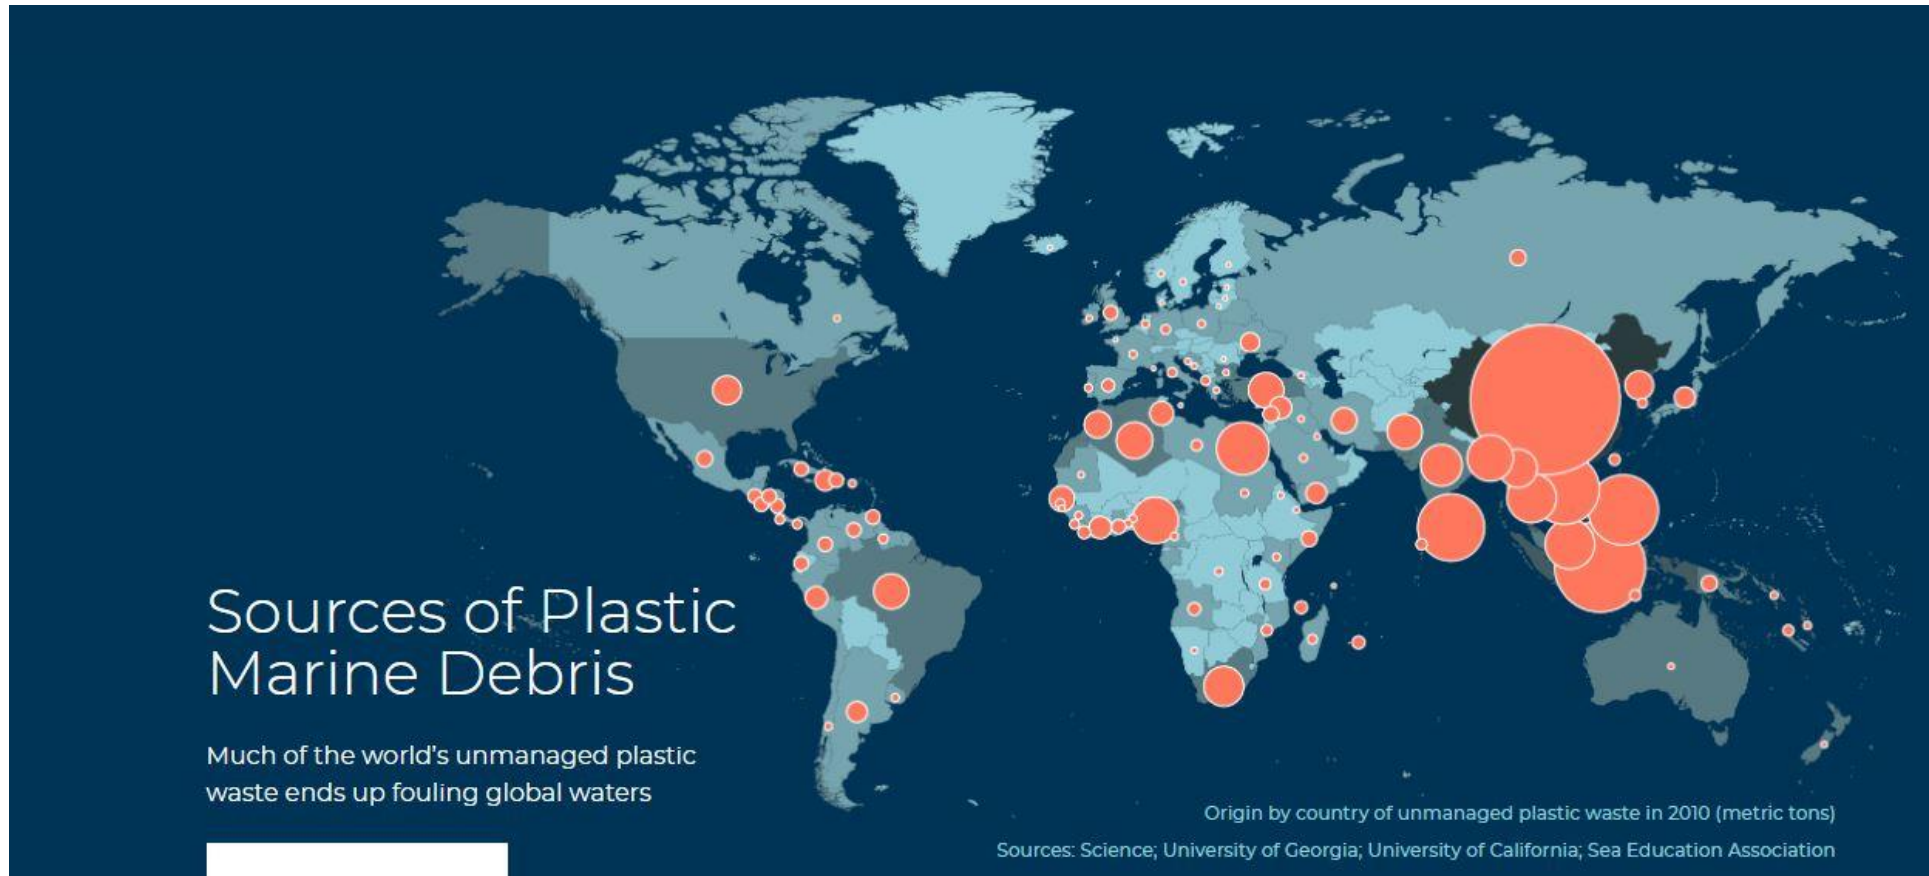 Sources of Plastic
Marine Debris
Much of the world's unmanaged plastic
waste ends up fouling global waters
Origin by country of unmanaged plastic waste in 2010 (metric tons)
Sources: Science; University of Georgia; University of California; Sea Education Association